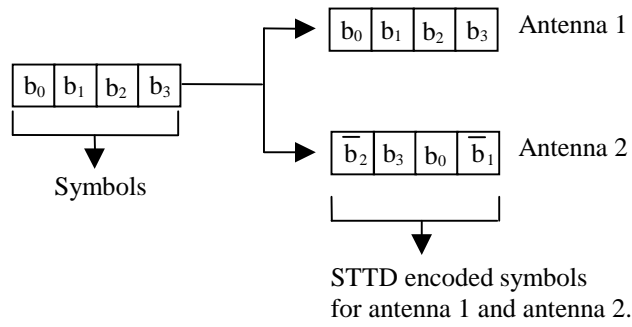 b₀ b₁ b₂ b₃ Antenna 1
b₀ b₁ b₂ b₃
b̅₂ b₃ b₀ b̅₁ Antenna 2
Symbols
STTD encoded symbols
for antenna 1 and antenna 2.